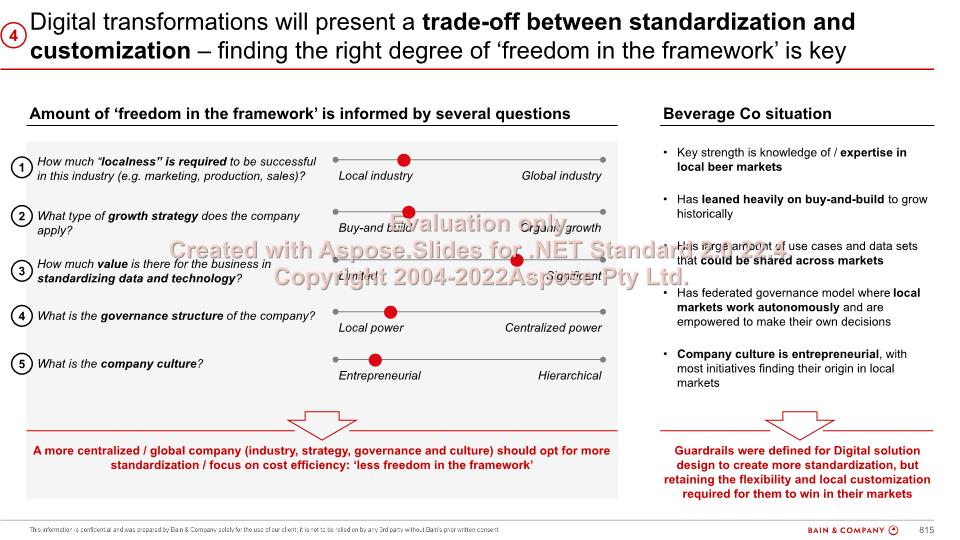 4
Digital transformations will present a trade-off between standardization and
customization – finding the right degree of ‘freedom in the framework’ is key
Amount of ‘freedom in the framework’ is informed by several questions
1
How much “localness” is required to be successful
in this industry (e.g. marketing, production, sales)?
Local industry
Global industry
2
What type of growth strategy does the company
apply?
Buy-and build
Organic growth
3
How much value is there for the business in
standardizing data and technology?
Limited
Significant
4
What is the governance structure of the company?
Local power
Centralized power
5
What is the company culture?
Entrepreneurial
Hierarchical
A more centralized / global company (industry, strategy, governance and culture) should opt for more
standardization / focus on cost efficiency: ‘less freedom in the framework’
Beverage Co situation
• Key strength is knowledge of / expertise in
local beer markets
• Has leaned heavily on buy-and-build to grow
historically
• Has large amount of use cases and data sets
that could be shared across markets
• Has federated governance model where local
markets work autonomously and are
empowered to make their own decisions
• Company culture is entrepreneurial, with
most initiatives finding their origin in local
markets
Guardrails were defined for Digital solution
design to create more standardization, but
retaining the flexibility and local customization
required for them to win in their markets
Evaluation only.
Created with Aspose.Slides for .NET Standard 2.0 22.4.
Copyright 2004-2022Aspose Pty Ltd.
This information is confidential and was prepared by Bain & Company solely for the use of our client; it is not to be relied on by any 3rd party without Bain's prior written consent
BAIN & COMPANY
815